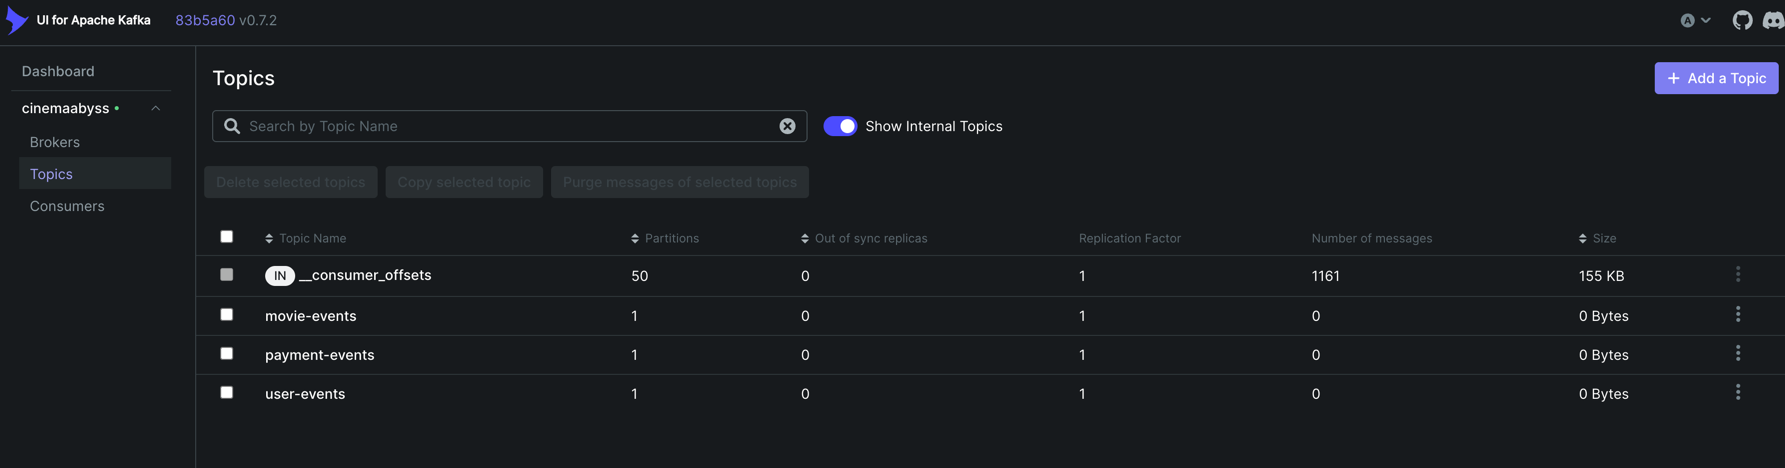 UI for Apache Kafka 83b5a60 v0.7.2 A
Dashboard
cinemaabyss
Brokers
Topics
Consumers
Topics
+ Add a Topic
Search by Topic Name
Show Internal Topics
Delete selected topics Copy selected topic Purge messages of selected topics
Topic Name Partitions Out of sync replicas Replication Factor Number of messages Size
IN __consumer_offsets 50 0 1 1161 155 KB
movie-events 1 0 1 0 0 Bytes
payment-events 1 0 1 0 0 Bytes
user-events 1 0 1 0 0 Bytes